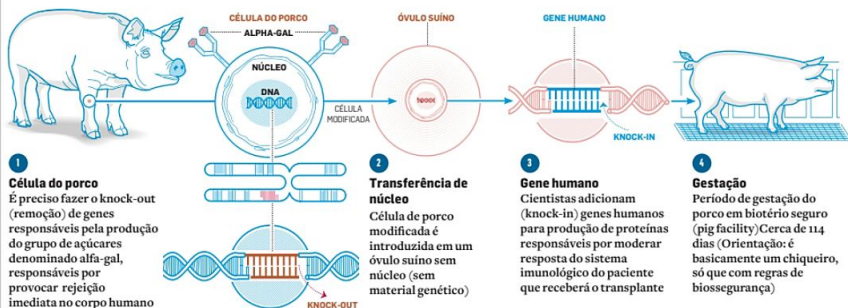 CÉLULA DO PORCO
ALPHA-GAL
NÚCLEO
DNA
CÉLULA
MODIFICADA
ÓVULO SUÍNO
GENE HUMANO
KNOCK-IN
1
Célula do porco
É preciso fazer o knock-out
(remoção) de genes
responsáveis pela produção
do grupo de açúcares
denominado alfa-gal,
responsáveis por
provocar rejeição
imediata no corpo humano
KNOCK-OUT
2
Transferência de
núcleo
Célula de porco
modificada é
introduzida em um
óvulo suíno sem
núcleo (sem
material genético)
3
Gene humano
Cientistas adicionam
(knock-in) genes humanos
para produção de proteínas
responsáveis por moderar
resposta do sistema
imunológico do paciente
que receberá o transplante
4
Gestação
Período de gestação do
porco em biotério seguro
(pig facility)Cerca de 114
dias (Orientação: é
basicamente um chiqueiro,
só que com regras de
biossegurança)